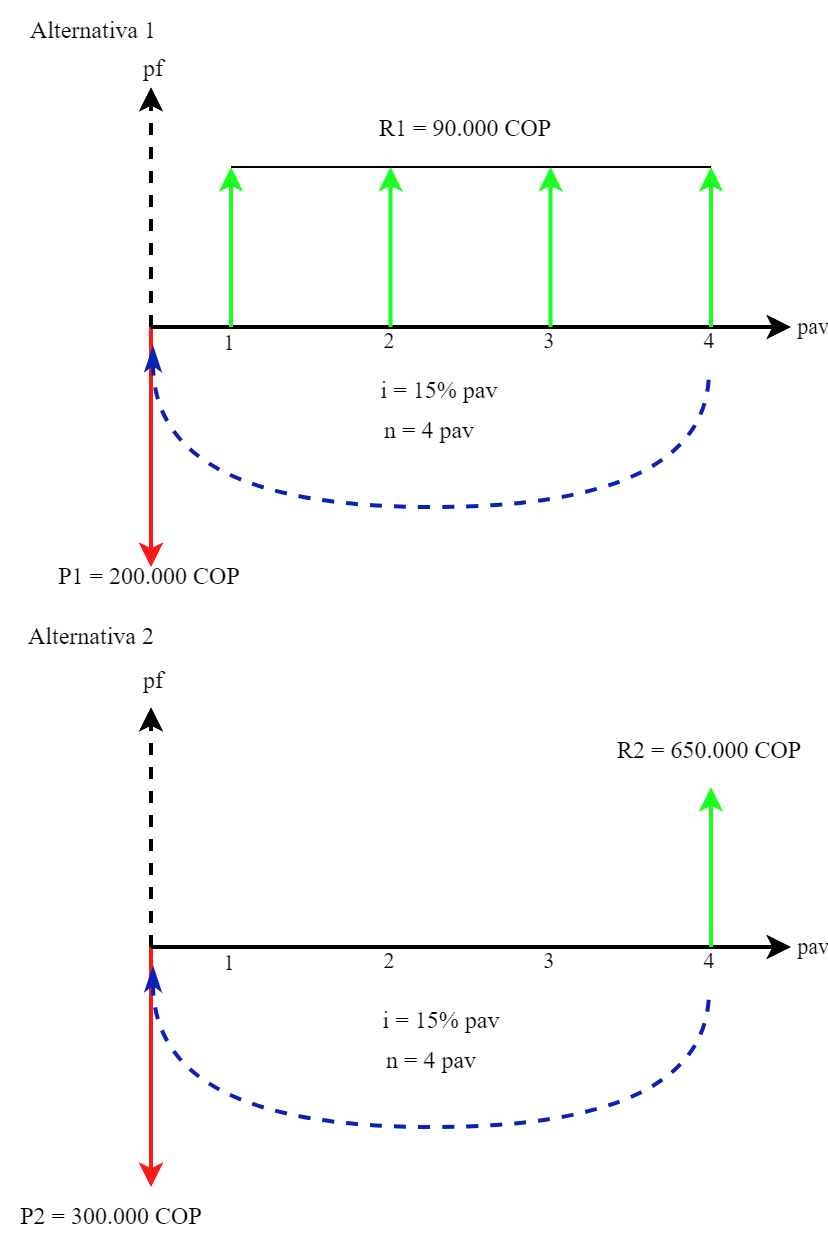 Alternativa 1
pf
R1 = 90.000 COP
pav
1 2 3 4
i = 15% pav
n = 4 pav
P1 = 200.000 COP
Alternativa 2
pf
R2 = 650.000 COP
pav
1 2 3 4
i = 15% pav
n = 4 pav
P2 = 300.000 COP